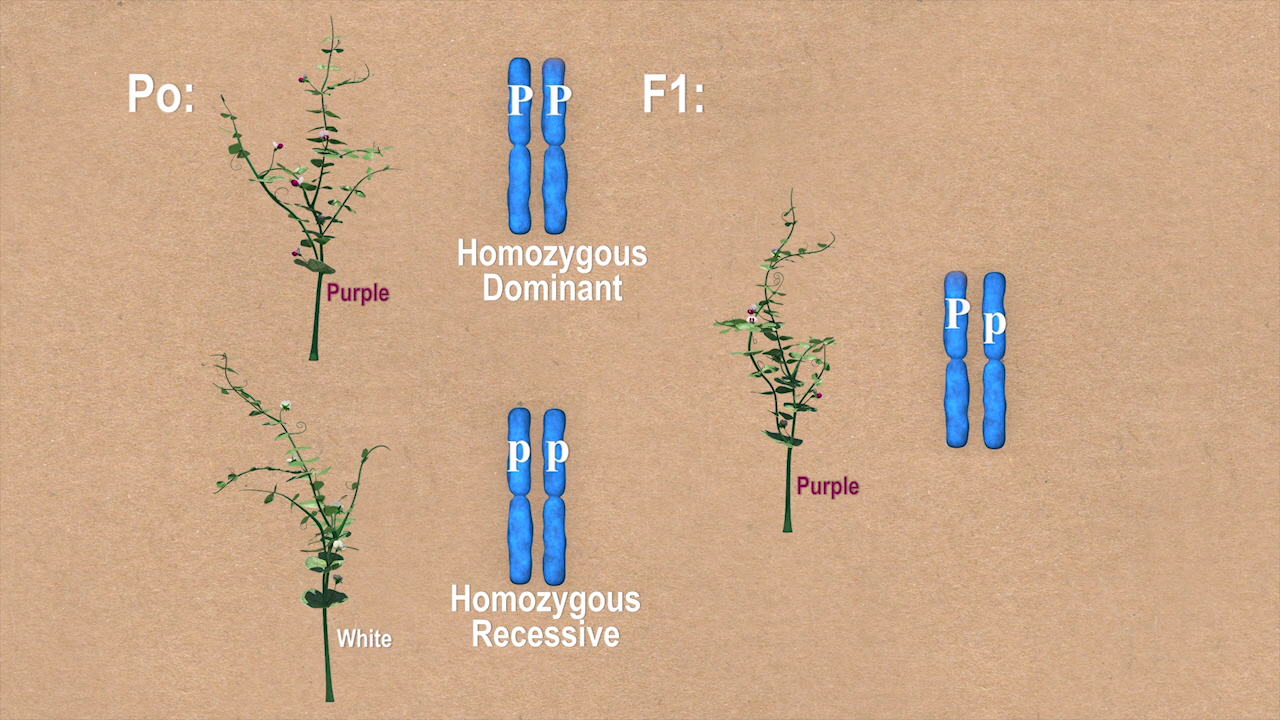 Po:
P P
Homozygous
Dominant
Purple
p p
Homozygous
Recessive
White
F1:
P p
Purple